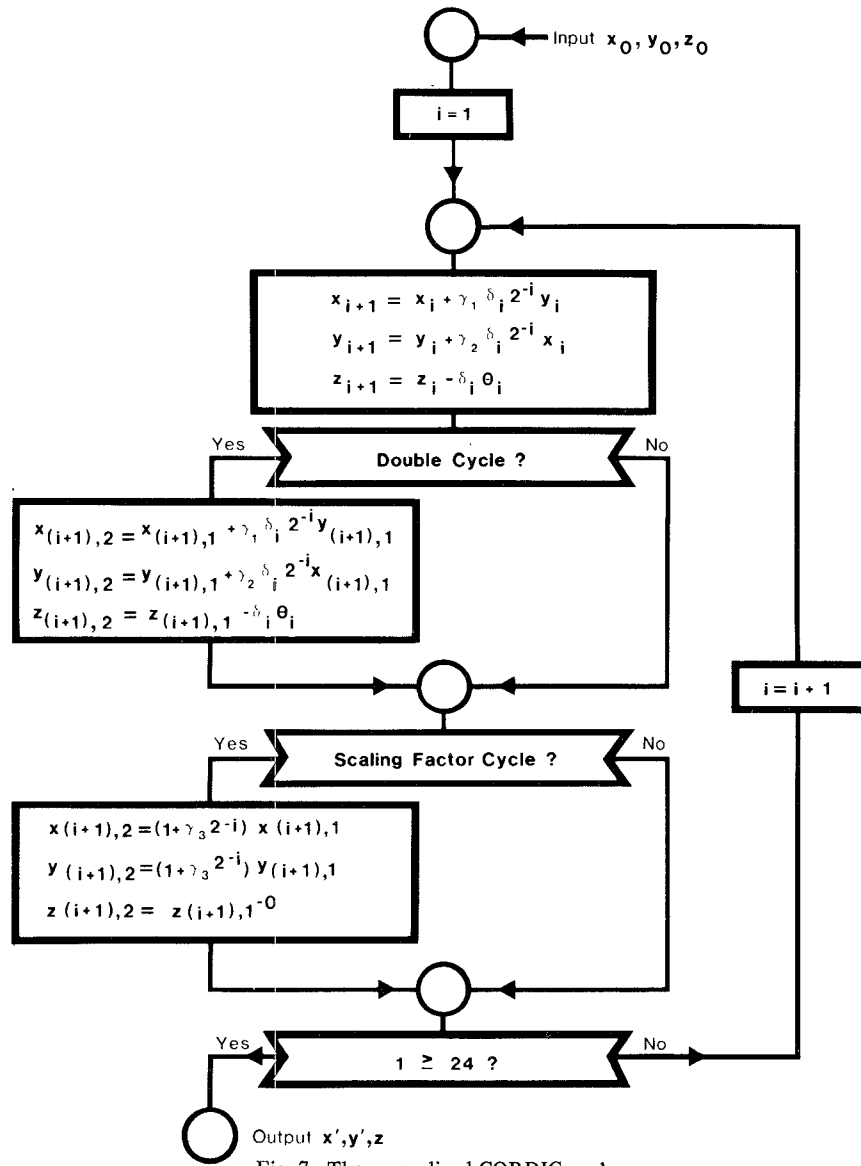 Input x₀, y₀, z₀
i = 1
xᵢ₊₁ = xᵢ + γ₁ δᵢ 2⁻ⁱ yᵢ
yᵢ₊₁ = yᵢ + γ₂ δᵢ 2⁻ⁱ xᵢ
zᵢ₊₁ = zᵢ - δᵢ θᵢ
Yes
Double Cycle ?
No
x₍ᵢ₊₁₎,₂ = x₍ᵢ₊₁₎,₁ + γ₁ δᵢ 2⁻ⁱ y₍ᵢ₊₁₎,₁
y₍ᵢ₊₁₎,₂ = y₍ᵢ₊₁₎,₁ + γ₂ δᵢ 2⁻ⁱ x₍ᵢ₊₁₎,₁
z₍ᵢ₊₁₎,₂ = z₍ᵢ₊₁₎,₁ - δᵢ θᵢ
i = i + 1
Yes
Scaling Factor Cycle ?
No
x(i+1),2 = (1+γ₃ 2⁻ⁱ) x(i+1),1
y(i+1),2 = (1+γ₃ 2⁻ⁱ) y(i+1),1
z(i+1),2 = z(i+1),1 -0
Yes
1 ≥ 24 ?
No
Output x',y',z